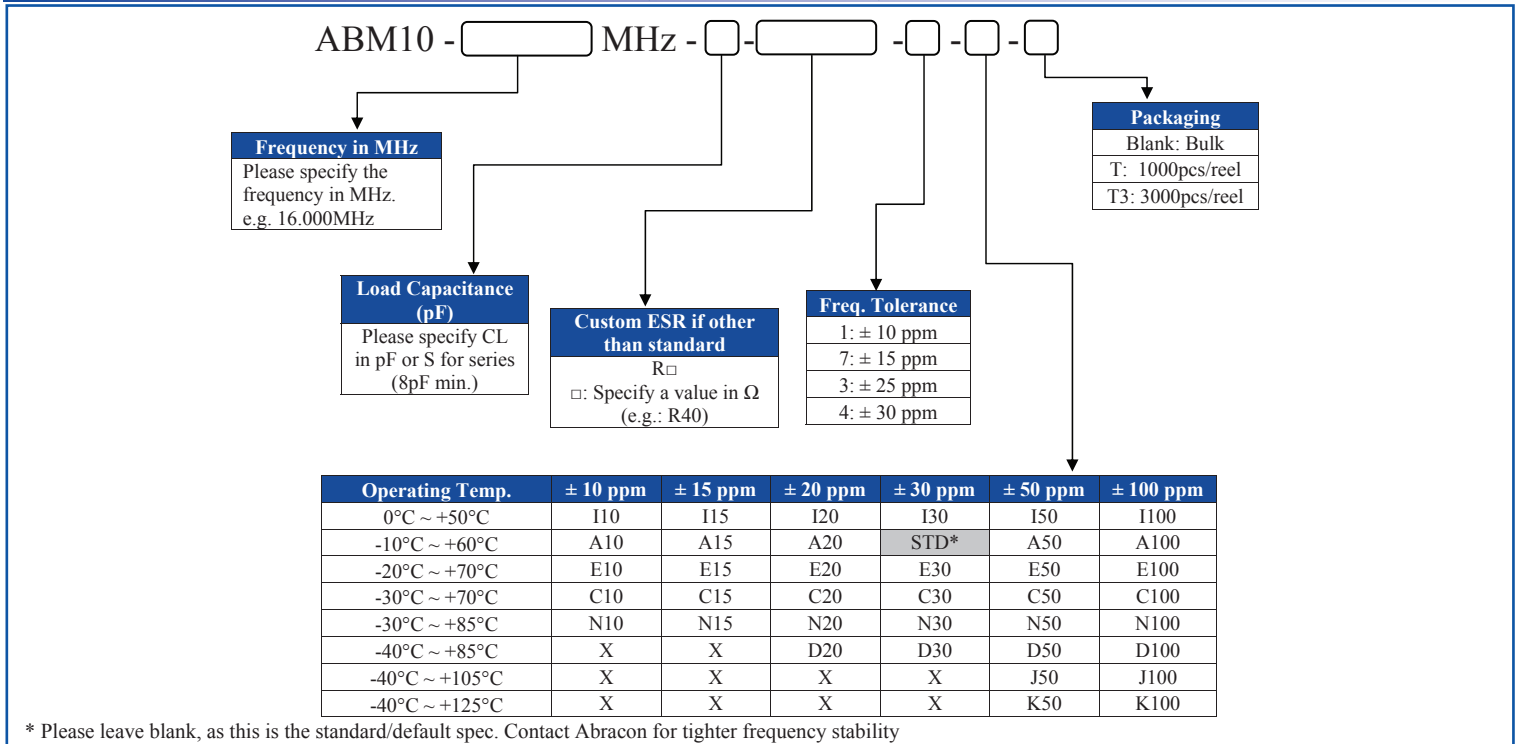 ABM10 - MHz - - - - -
Packaging
Blank: Bulk
T: 1000pcs/reel
T3: 3000pcs/reel
Frequency in MHz
Please specify the
frequency in MHz.
e.g. 16.000MHz
Load Capacitance
(pF)
Please specify CL
in pF or S for series
(8pF min.)
Custom ESR if other
than standard
R□
□: Specify a value in Ω
(e.g.: R40)
Freq. Tolerance
1: ± 10 ppm
7: ± 15 ppm
3: ± 25 ppm
4: ± 30 ppm
Operating Temp. ± 10 ppm ± 15 ppm ± 20 ppm ± 30 ppm ± 50 ppm ± 100 ppm
0°C ~ +50°C I10 I15 I20 I30 I50 I100
-10°C ~ +60°C A10 A15 A20 STD* A50 A100
-20°C ~ +70°C E10 E15 E20 E30 E50 E100
-30°C ~ +70°C C10 C15 C20 C30 C50 C100
-30°C ~ +85°C N10 N15 N20 N30 N50 N100
-40°C ~ +85°C X X D20 D30 D50 D100
-40°C ~ +105°C X X X X J50 J100
-40°C ~ +125°C X X X X K50 K100
* Please leave blank, as this is the standard/default spec. Contact Abracon for tighter frequency stability